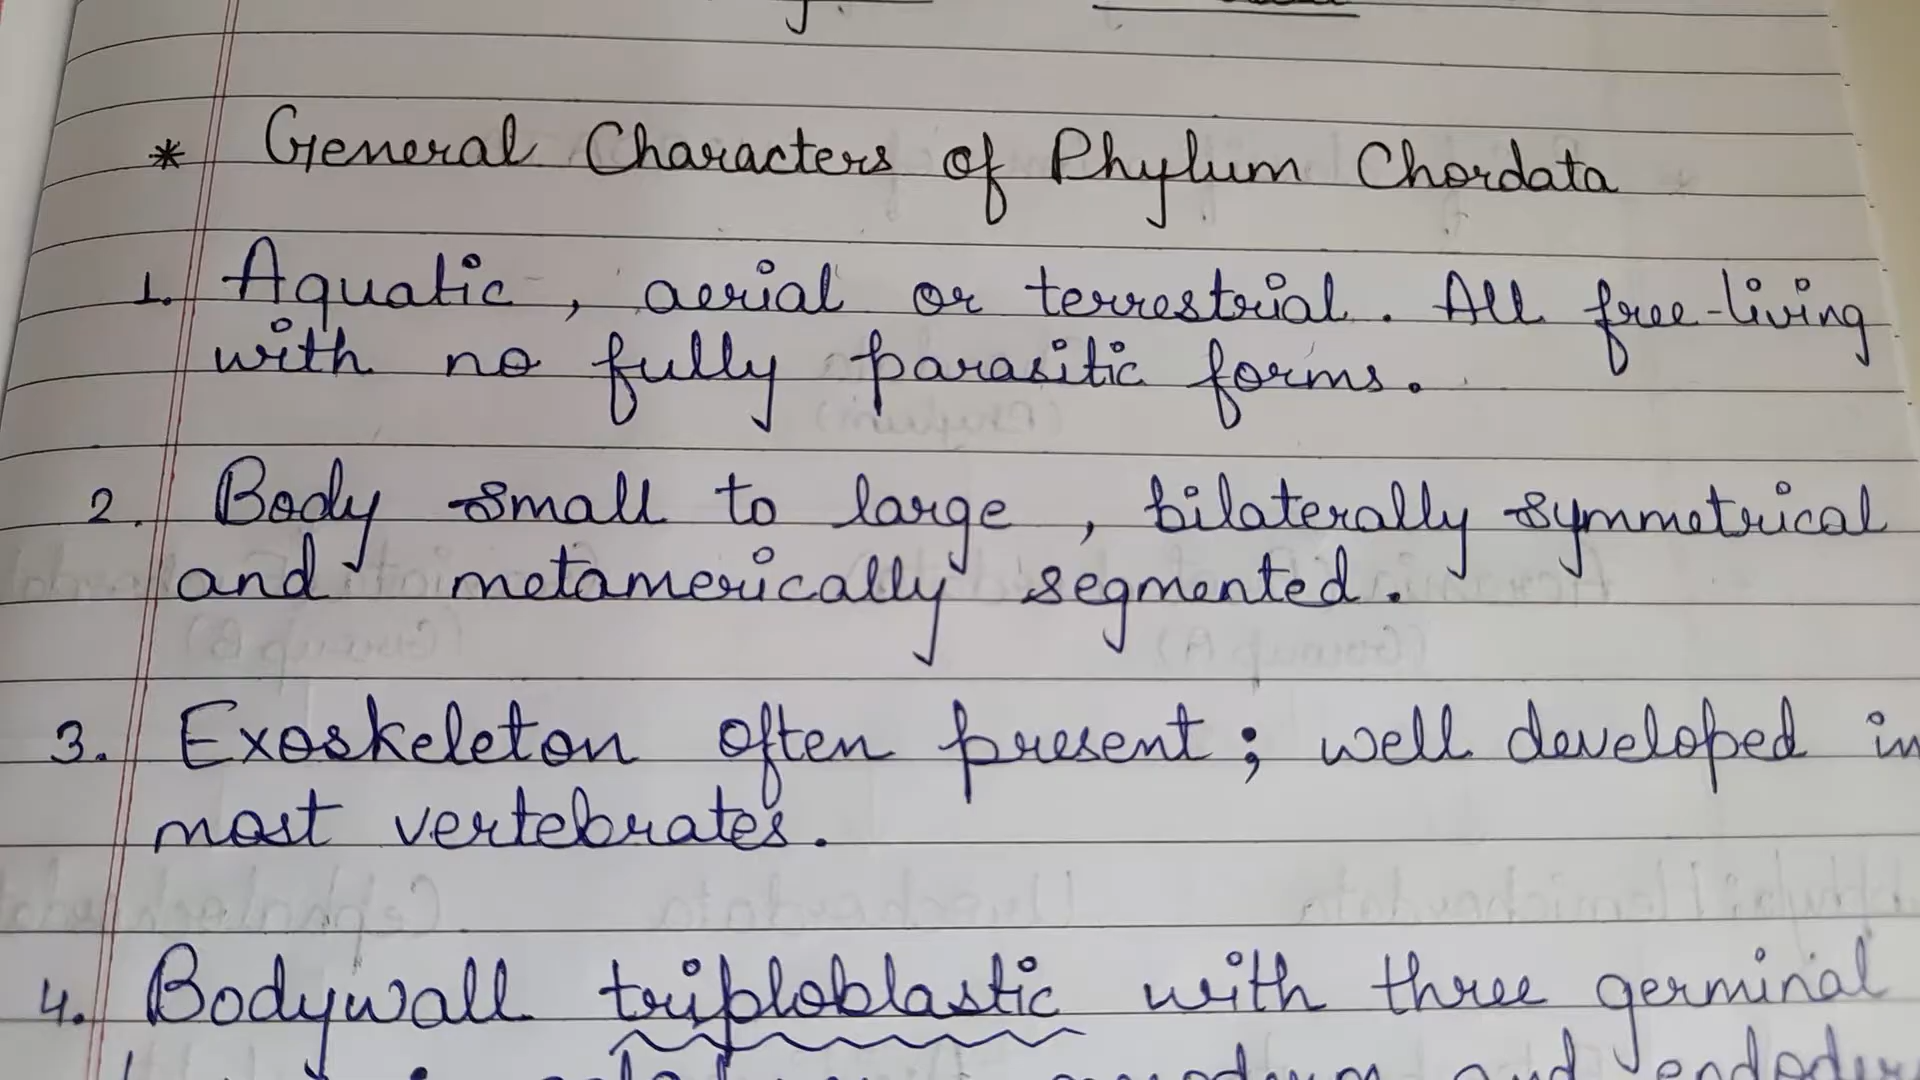 * General Characters of Phylum Chordata
1. Aquatic, aerial or terrestrial. All free-living
with no fully parasitic forms.
2. Body small to large, bilaterally symmetrical
and metamerically segmented.
3. Exoskeleton often present; well developed in
most vertebrates.
4. Bodywall triploblastic with three germinal
and